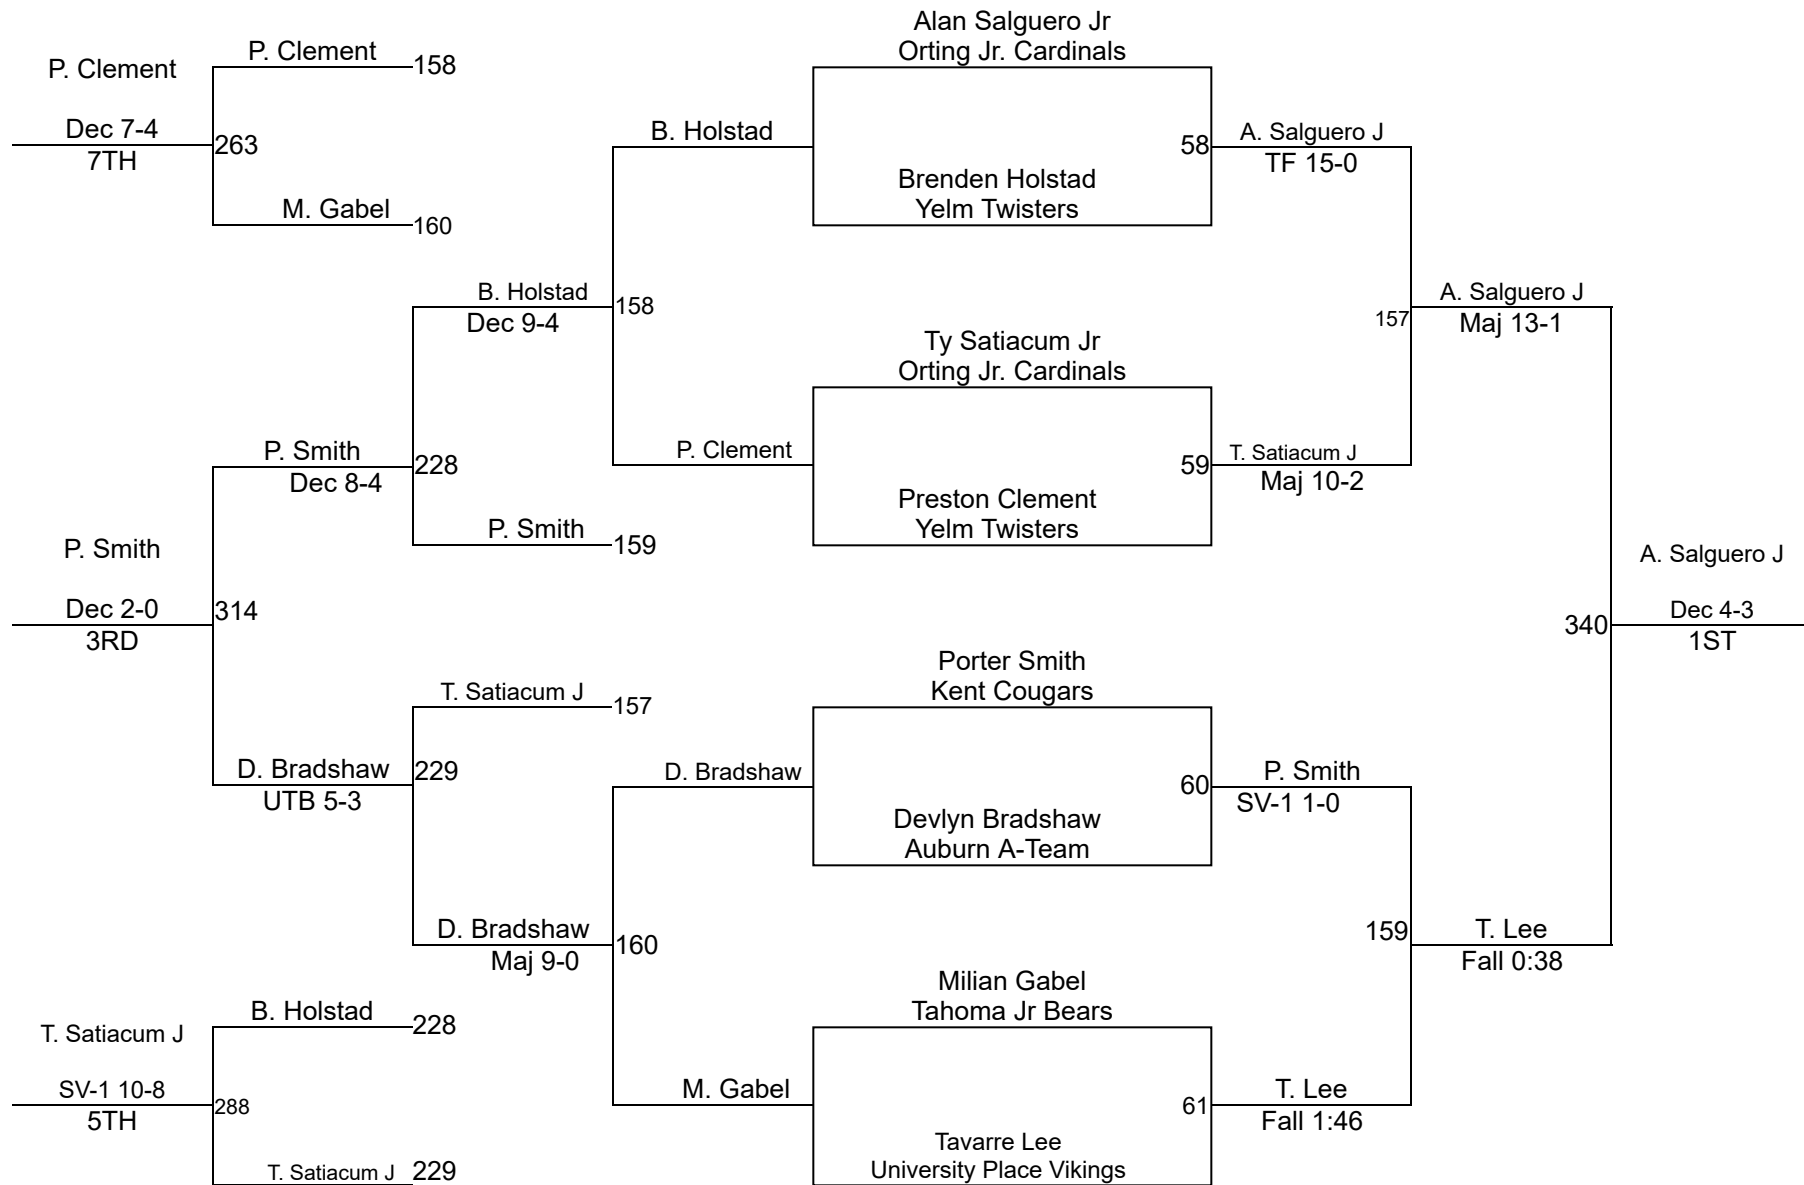 Alan Salguero Jr
Orting Jr. Cardinals
P. Clement
158
P. Clement
Dec 7-4
263
7TH
B. Holstad
58
A. Salguero J
TF 15-0
Brenden Holstad
Yelm Twisters
M. Gabel
160
B. Holstad
158
Dec 9-4
A. Salguero J
157
Maj 13-1
Ty Satiacum Jr
Orting Jr. Cardinals
P. Smith
228
Dec 8-4
P. Clement
59
T. Satiacum J
Maj 10-2
Preston Clement
Yelm Twisters
P. Smith
159
P. Smith
Dec 2-0
314
3RD
A. Salguero J
340
Dec 4-3
1ST
Porter Smith
Kent Cougars
T. Satiacum J
157
D. Bradshaw
229
UTB 5-3
D. Bradshaw
60
P. Smith
SV-1 1-0
Devlyn Bradshaw
Auburn A-Team
D. Bradshaw
160
Maj 9-0
159
T. Lee
Fall 0:38
Milian Gabel
Tahoma Jr Bears
B. Holstad
228
T. Satiacum J
SV-1 10-8
288
5TH
M. Gabel
61
T. Lee
Fall 1:46
Tavarre Lee
University Place Vikings
T. Satiacum J
229